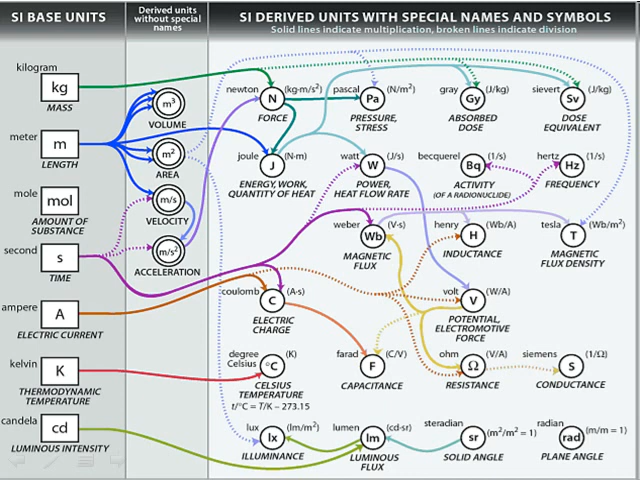 SI BASE UNITS
Derived units
without special
names
SI DERIVED UNITS WITH SPECIAL NAMES AND SYMBOLS
Solid lines indicate multiplication, broken lines indicate division
kilogram
kg
MASS
meter
m
LENGTH
mole
mol
AMOUNT OF
SUBSTANCE
second
s
TIME
ampere
A
ELECTRIC CURRENT
kelvin
K
THERMODYNAMIC
TEMPERATURE
candela
cd
LUMINOUS INTENSITY
m³
VOLUME
m²
AREA
m/s
VELOCITY
m/s²
ACCELERATION
newton N (kg·m/s²)
FORCE
pascal Pa (N/m²)
PRESSURE,
STRESS
gray Gy (J/kg)
ABSORBED
DOSE
sievert Sv (J/kg)
DOSE
EQUIVALENT
joule J (N·m)
ENERGY, WORK,
QUANTITY OF HEAT
watt W (J/s)
POWER,
HEAT FLOW RATE
becquerel Bq (1/s)
ACTIVITY
(OF A RADIONUCLIDE)
hertz Hz (1/s)
FREQUENCY
weber Wb (V·s)
MAGNETIC
FLUX
henry H (Wb/A)
INDUCTANCE
tesla T (Wb/m²)
MAGNETIC
FLUX DENSITY
coulomb C (A·s)
ELECTRIC
CHARGE
volt V (W/A)
POTENTIAL,
ELECTROMOTIVE
FORCE
degree
Celsius °C (K)
CELSIUS
TEMPERATURE
t/°C = T/K – 273.15
farad F (C/V)
CAPACITANCE
ohm Ω (V/A)
RESISTANCE
siemens S (1/Ω)
CONDUCTANCE
lux lx (lm/m²)
ILLUMINANCE
lumen lm (cd·sr)
LUMINOUS
FLUX
steradian sr (m²/m² = 1)
SOLID ANGLE
radian rad (m/m = 1)
PLANE ANGLE